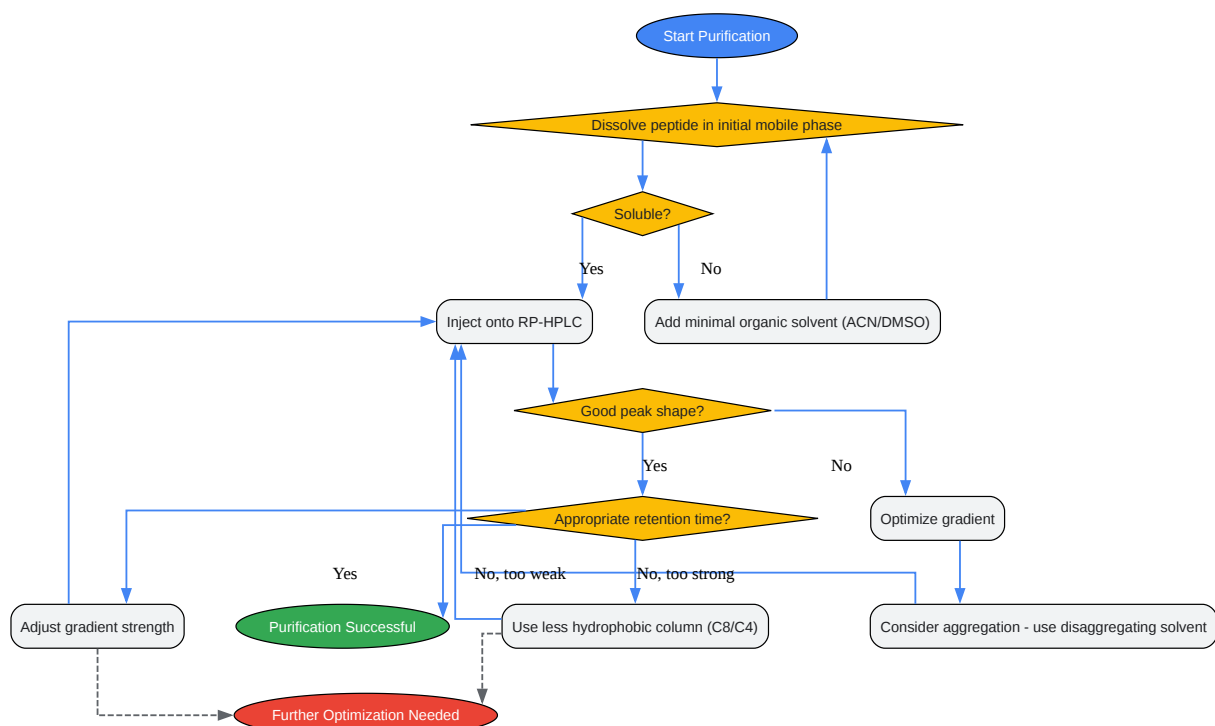 Start Purification
Dissolve peptide in initial mobile phase
Soluble?
Yes
No
Inject onto RP-HPLC
Add minimal organic solvent (ACN/DMSO)
Good peak shape?
Yes
No
Appropriate retention time?
Optimize gradient
Yes
No, too weak
No, too strong
Adjust gradient strength
Purification Successful
Use less hydrophobic column (C8/C4)
Consider aggregation - use disaggregating solvent
Further Optimization Needed